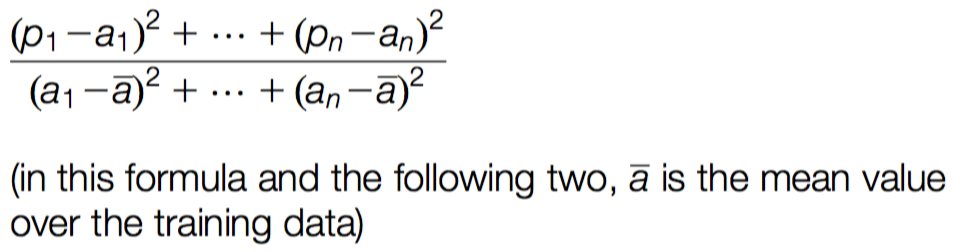 (p₁−a₁)² + ⋯ + (pₙ−aₙ)²
(a₁−a̅)² + ⋯ + (aₙ−a̅)²
(in this formula and the following two, a̅ is the mean value
over the training data)